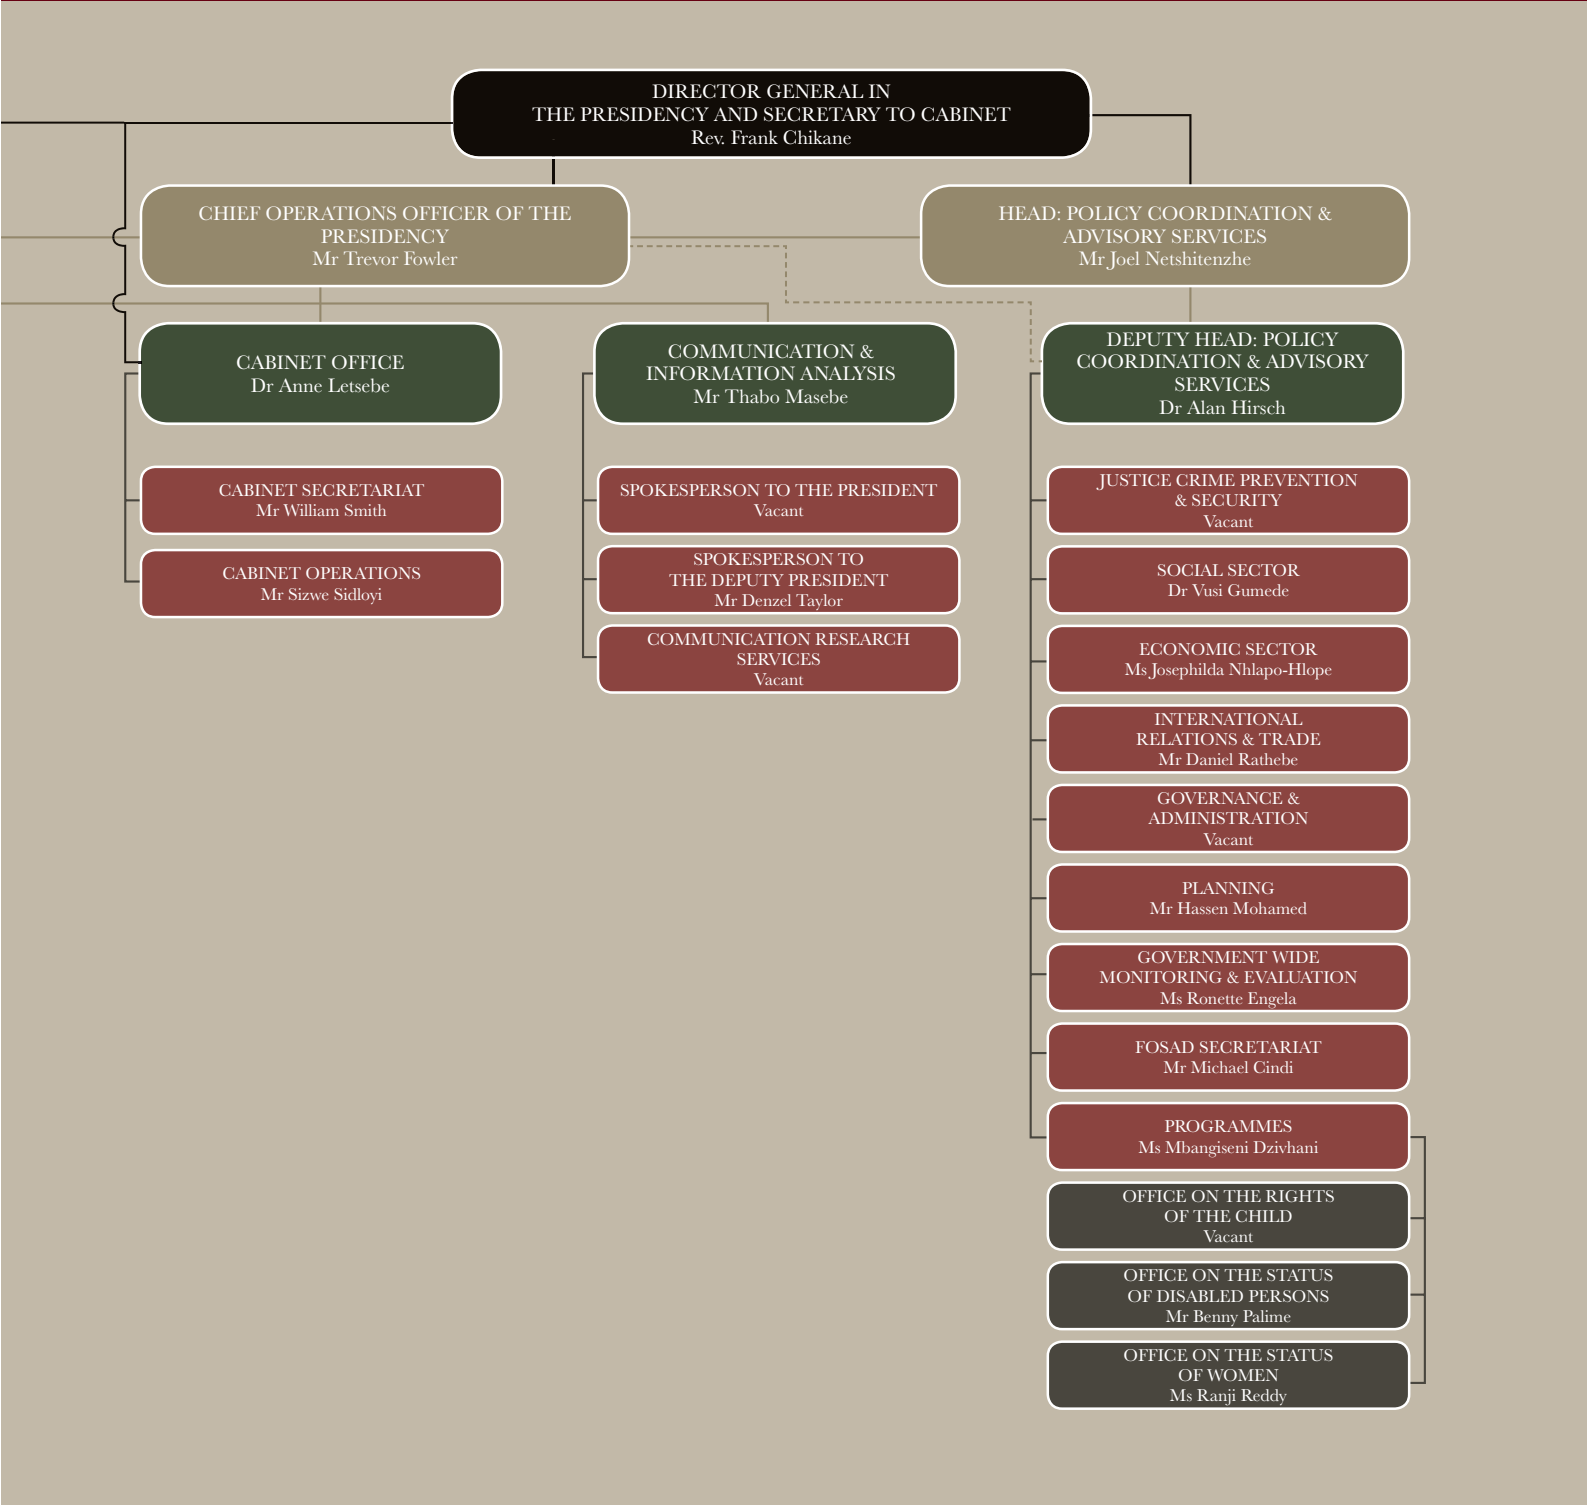 DIRECTOR GENERAL IN
THE PRESIDENCY AND SECRETARY TO CABINET
Rev. Frank Chikane
CHIEF OPERATIONS OFFICER OF THE
PRESIDENCY
Mr Trevor Fowler
HEAD: POLICY COORDINATION &
ADVISORY SERVICES
Mr Joel Netshitenzhe
CABINET OFFICE
Dr Anne Letsebe
CABINET SECRETARIAT
Mr William Smith
CABINET OPERATIONS
Mr Sizwe Sidloyi
COMMUNICATION &
INFORMATION ANALYSIS
Mr Thabo Masebe
SPOKESPERSON TO THE PRESIDENT
Vacant
SPOKESPERSON TO
THE DEPUTY PRESIDENT
Mr Denzel Taylor
COMMUNICATION RESEARCH
SERVICES
Vacant
DEPUTY HEAD: POLICY
COORDINATION & ADVISORY
SERVICES
Dr Alan Hirsch
JUSTICE CRIME PREVENTION
& SECURITY
Vacant
SOCIAL SECTOR
Dr Vusi Gumede
ECONOMIC SECTOR
Ms Josephilda Nhlapo-Hlope
INTERNATIONAL
RELATIONS & TRADE
Mr Daniel Rathebe
GOVERNANCE &
ADMINISTRATION
Vacant
PLANNING
Mr Hassen Mohamed
GOVERNMENT WIDE
MONITORING & EVALUATION
Ms Ronette Engela
FOSAD SECRETARIAT
Mr Michael Cindi
PROGRAMMES
Ms Mbangiseni Dzivhani
OFFICE ON THE RIGHTS
OF THE CHILD
Vacant
OFFICE ON THE STATUS
OF DISABLED PERSONS
Mr Benny Palime
OFFICE ON THE STATUS
OF WOMEN
Ms Ranji Reddy